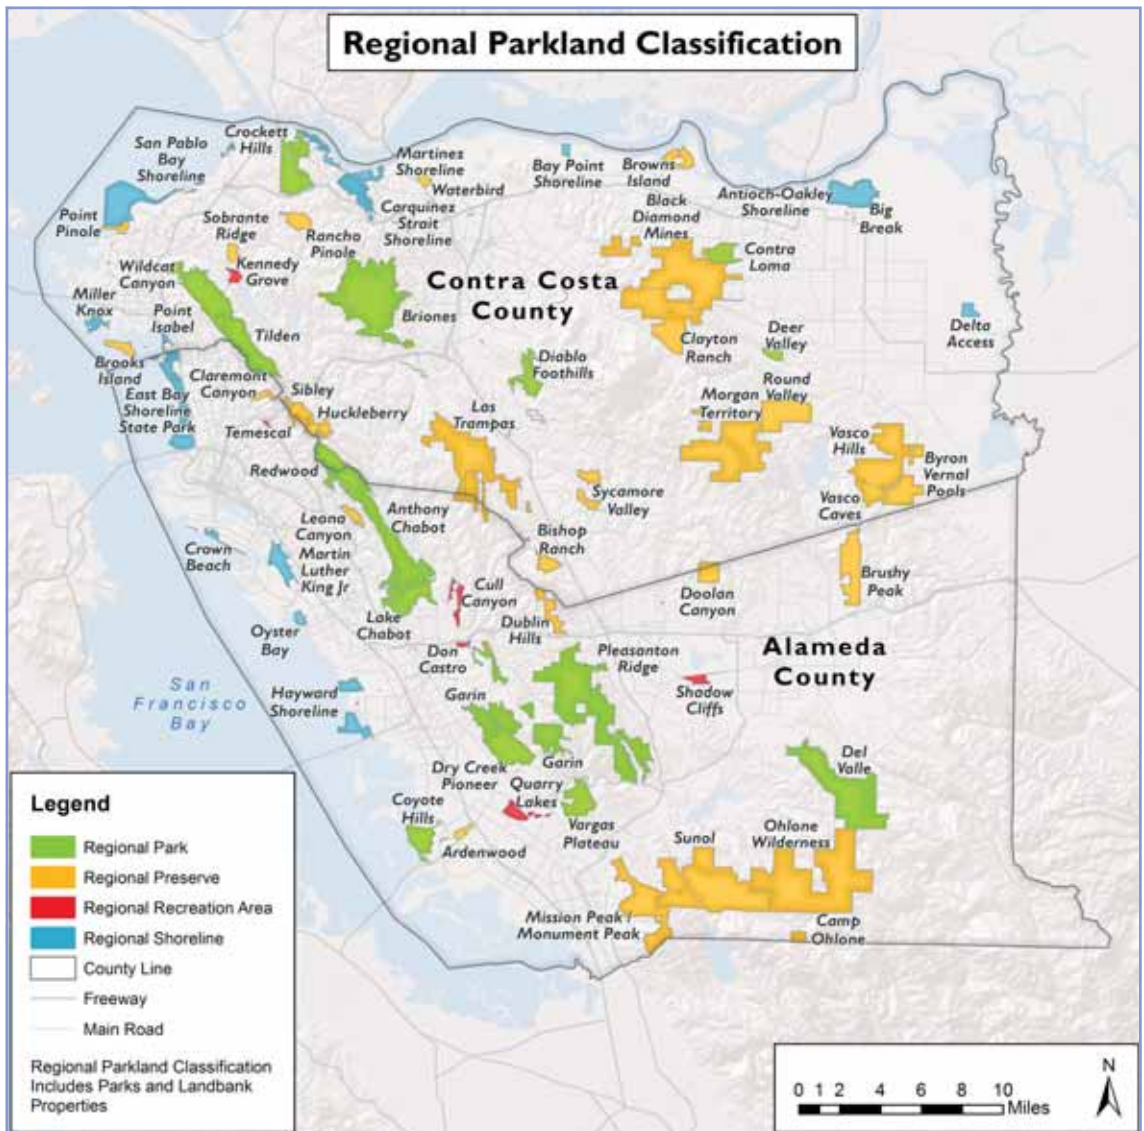 Regional Parkland Classification
Crockett
Hills
San Pablo
Bay
Shoreline
Martinez
Shoreline
Waterbird
Carquinez
Strait
Shoreline
Bay Point
Shoreline
Browns
Island
Black
Diamond
Mines
Antioch-Oakley
Shoreline
Big
Break
Point
Pinole
Sobrante
Ridge
Rancho
Pinole
Wildcat
Canyon
Kennedy
Grove
Contra Costa
County
Contra
Loma
Miller
Knox
Point
Isabel
Tilden
Briones
Clayton
Ranch
Deer
Valley
Delta
Access
Brooks
Island
Claremont
Canyon
Sibley
Diablo
Foothills
East Bay
Shoreline
State Park
Huckleberry
Temescal
Las
Trampas
Morgan
Territory
Round
Valley
Vasco
Hills
Byron
Vernal
Pools
Vasco
Caves
Redwood
Anthony
Chabot
Sycamore
Valley
Leona
Canyon
Crown
Beach
Martin
Luther
King Jr
Bishop
Ranch
Brushy
Peak
Doolan
Canyon
Cull
Canyon
Lake
Chabot
Dublin
Hills
Oyster
Bay
Don
Castro
Pleasanton
Ridge
Alameda
County
San
Francisco
Bay
Hayward
Shoreline
Garin
Shadow
Cliffs
Garin
Dry Creek
Pioneer
Del
Valle
Quarry
Lakes
Coyote
Hills
Vargas
Plateau
Ardenwood
Sunol
Ohlone
Wilderness
Mission Peak /
Monument Peak
Camp
Ohlone
Legend
Regional Park
Regional Preserve
Regional Recreation Area
Regional Shoreline
County Line
Freeway
Main Road
Regional Parkland Classification
Includes Parks and Landbank
Properties
N
0 1 2 4 6 8 10
Miles